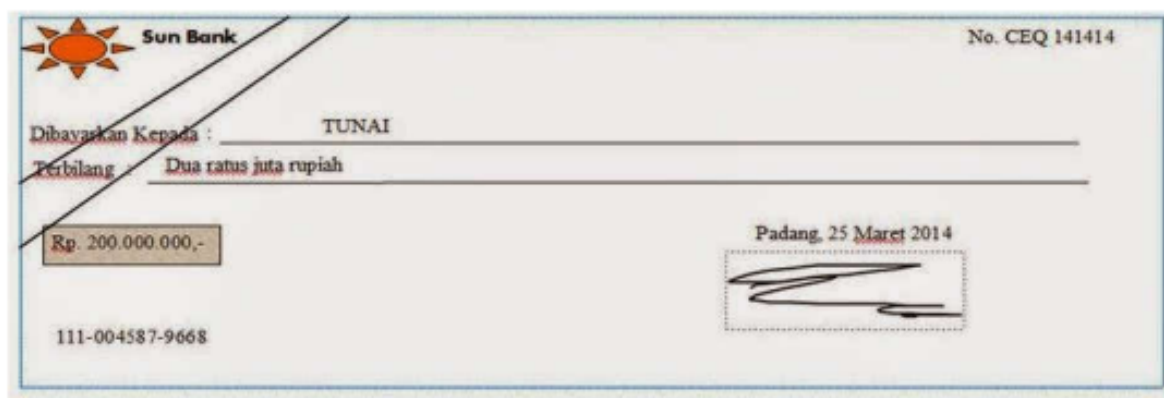 Sun Bank
No. CEQ 141414
Dibayarkan Kepada : TUNAI
Terbilang : Dua ratus juta rupiah
Rp. 200.000.000,-
Padang, 25 Maret 2014
111-004587-9668